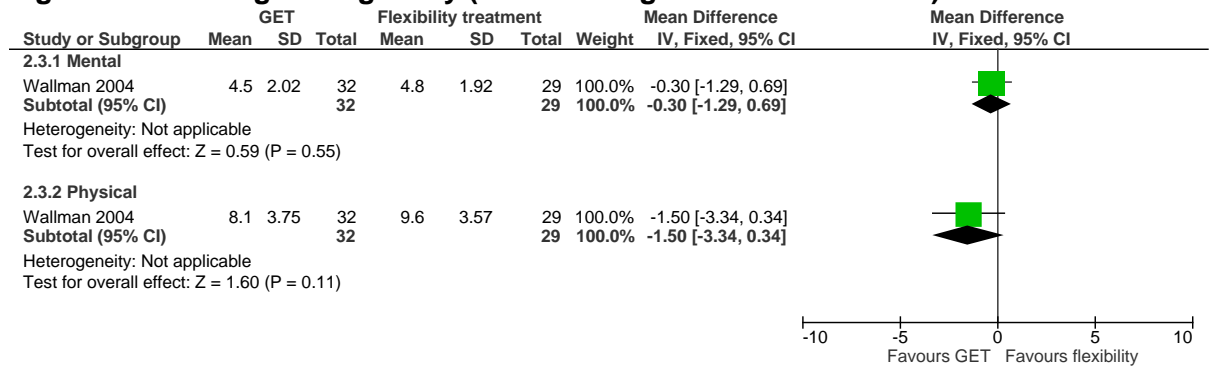 GET Flexibility treatment Mean Difference Mean Difference
Study or Subgroup Mean SD Total Mean SD Total Weight IV, Fixed, 95% CI IV, Fixed, 95% CI
2.3.1 Mental
Wallman 2004 4.5 2.02 32 4.8 1.92 29 100.0% -0.30 [-1.29, 0.69]
Subtotal (95% CI) 32 29 100.0% -0.30 [-1.29, 0.69]
Heterogeneity: Not applicable
Test for overall effect: Z = 0.59 (P = 0.55)
2.3.2 Physical
Wallman 2004 8.1 3.75 32 9.6 3.57 29 100.0% -1.50 [-3.34, 0.34]
Subtotal (95% CI) 32 29 100.0% -1.50 [-3.34, 0.34]
Heterogeneity: Not applicable
Test for overall effect: Z = 1.60 (P = 0.11)
-10 -5 0 5 10
Favours GET Favours flexibility